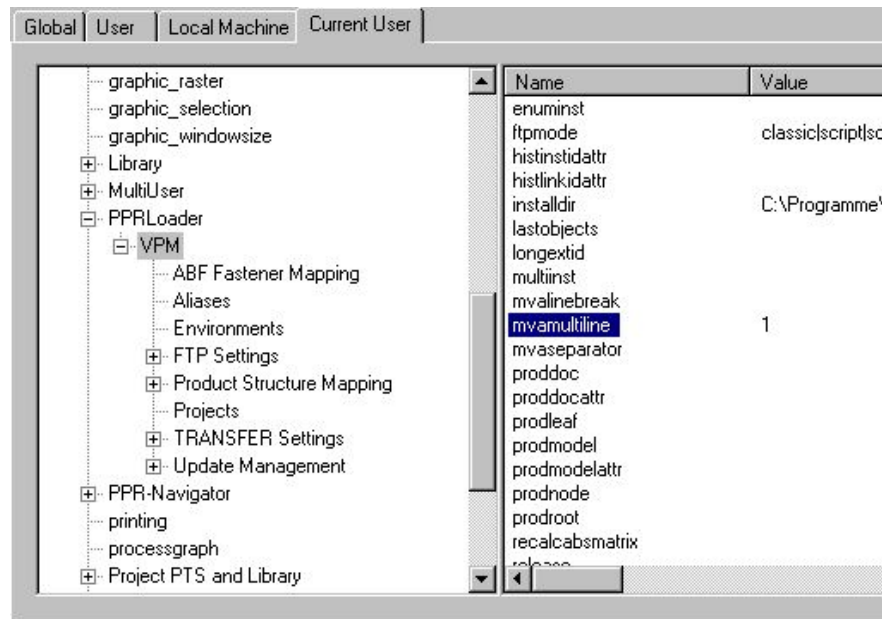 Global User Local Machine Current User
graphic_raster
graphic_selection
graphic_windowsize
Library
MultiUser
PPRLoader
VPM
ABF Fastener Mapping
Aliases
Environments
FTP Settings
Product Structure Mapping
Projects
TRANSFER Settings
Update Management
PPR-Navigator
printing
processgraph
Project PTS and Library
Name Value
enuminst
ftpmode classic|script|sc
histinstidattr
histlinkidattr
installdir C:\Programme\
lastobjects
longextid
multiinst
mvalinebreak
mvamultiline 1
mvaseparator
proddoc
proddocattr
prodleaf
prodmodel
prodmodelattr
prodnode
prodroot
recalcabsmatrix